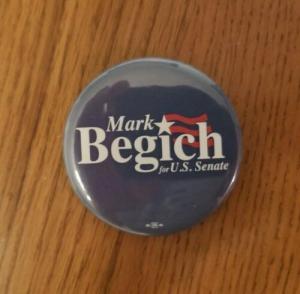 Mark
Begich
for U.S. Senate